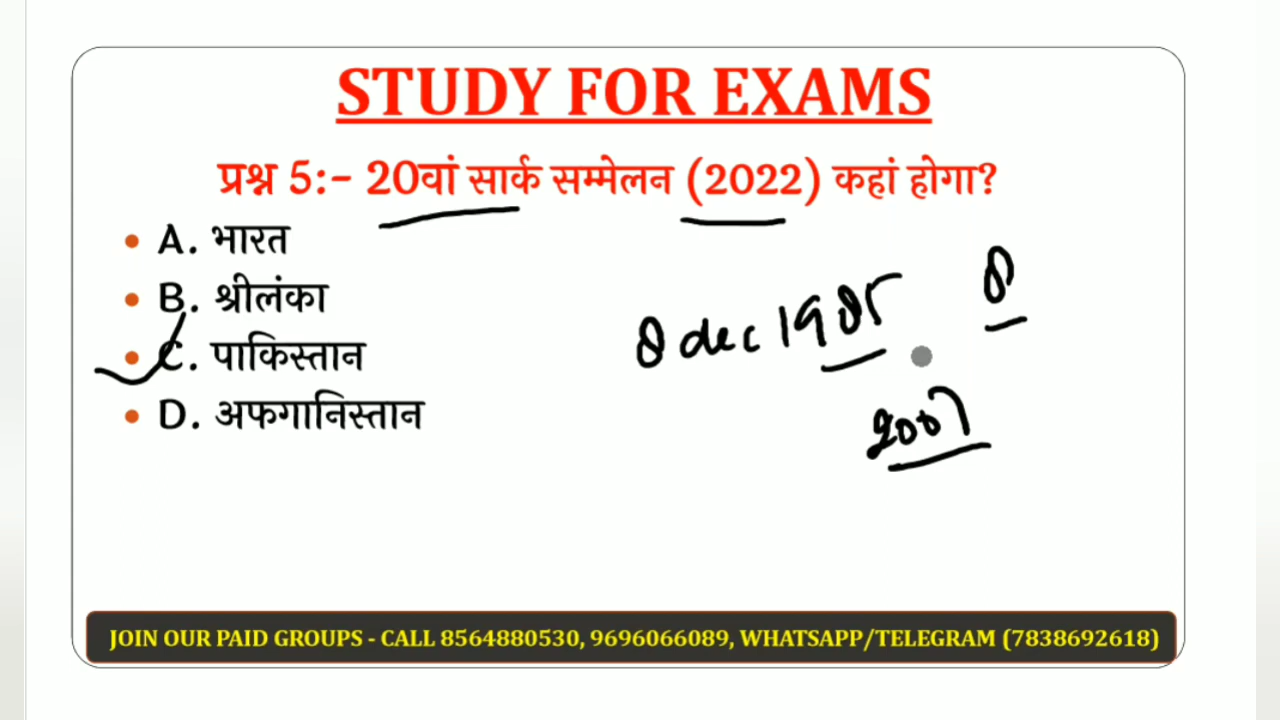 STUDY FOR EXAMS
प्रश्न 5:- 20वां सार्क सम्मेलन (2022) कहां होगा?
• A. भारत
• B. श्रीलंका
• C. पाकिस्तान
• D. अफगानिस्तान
8 dec 1985
8
2007
JOIN OUR PAID GROUPS - CALL 8564880530, 9696066089, WHATSAPP/TELEGRAM (7838692618)